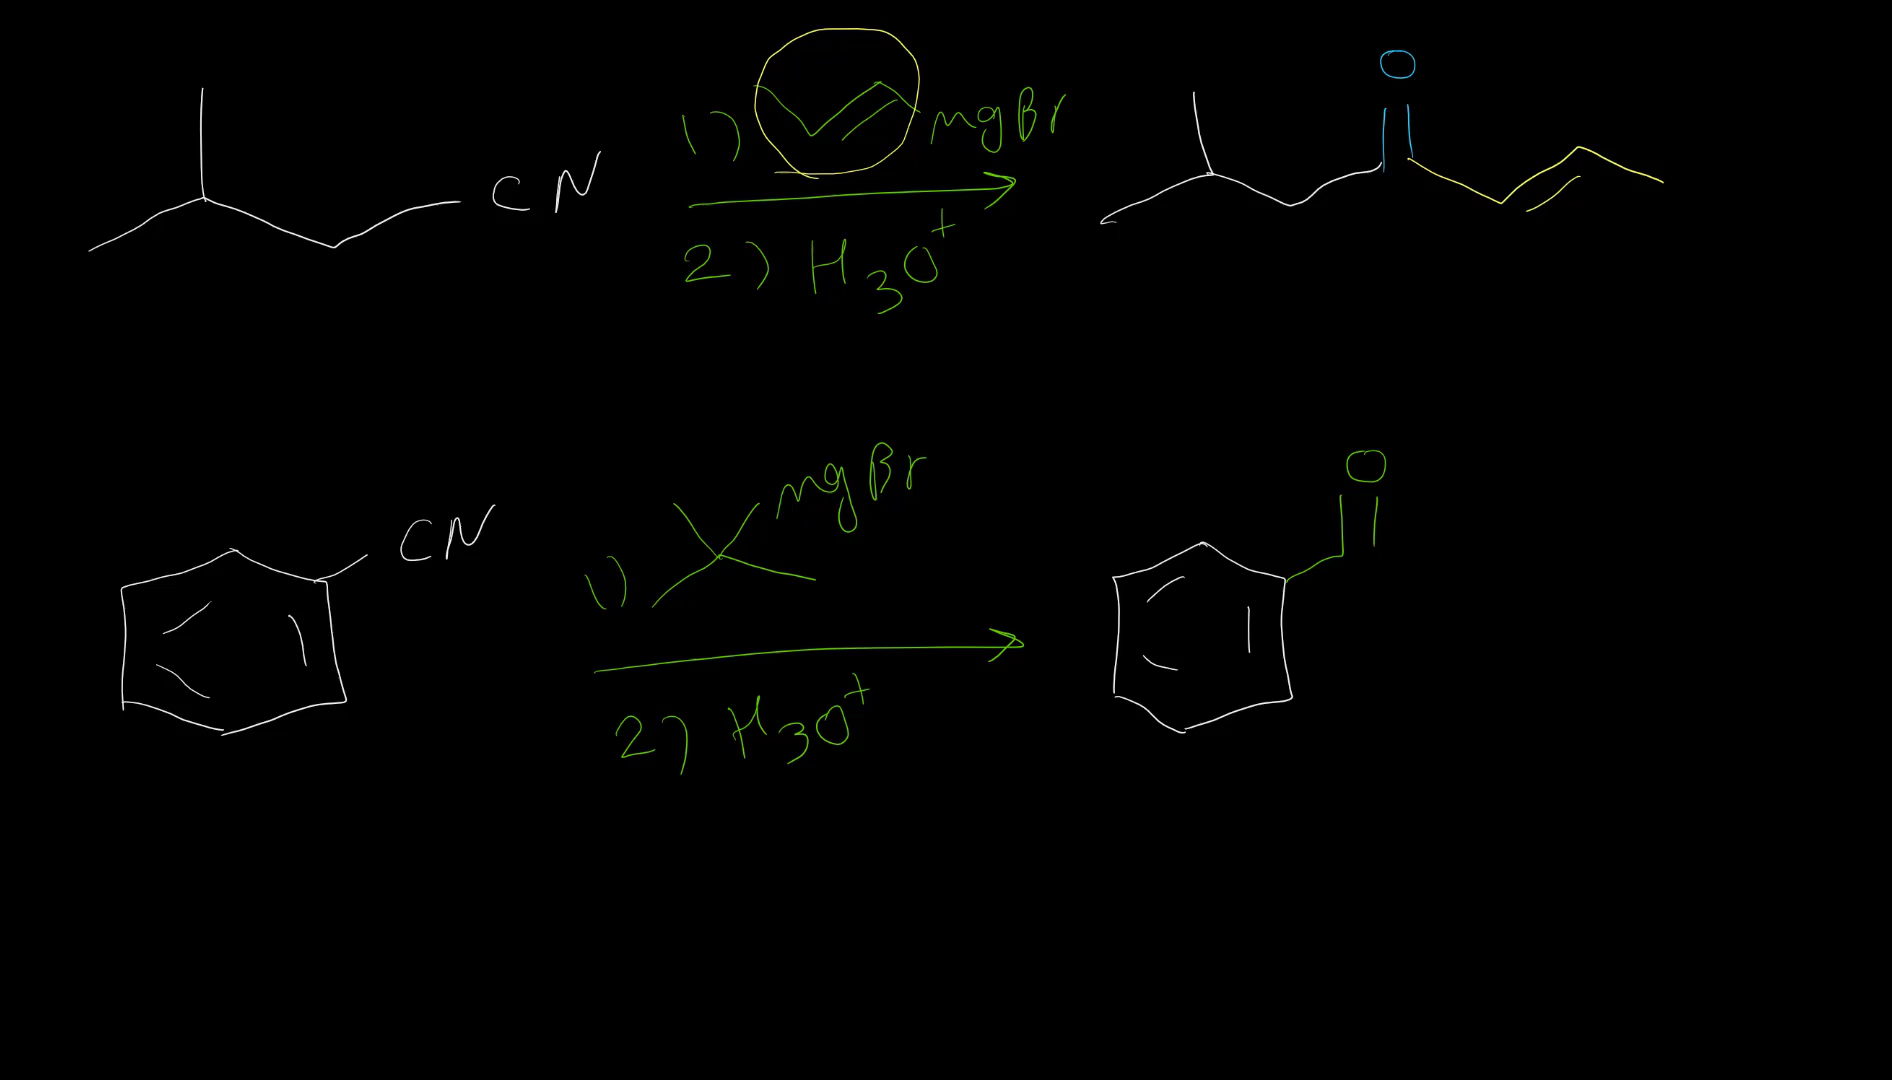 O
1) mgBr
CN
2) H3O+
O
mgBr
CN
1)
2) H3O+